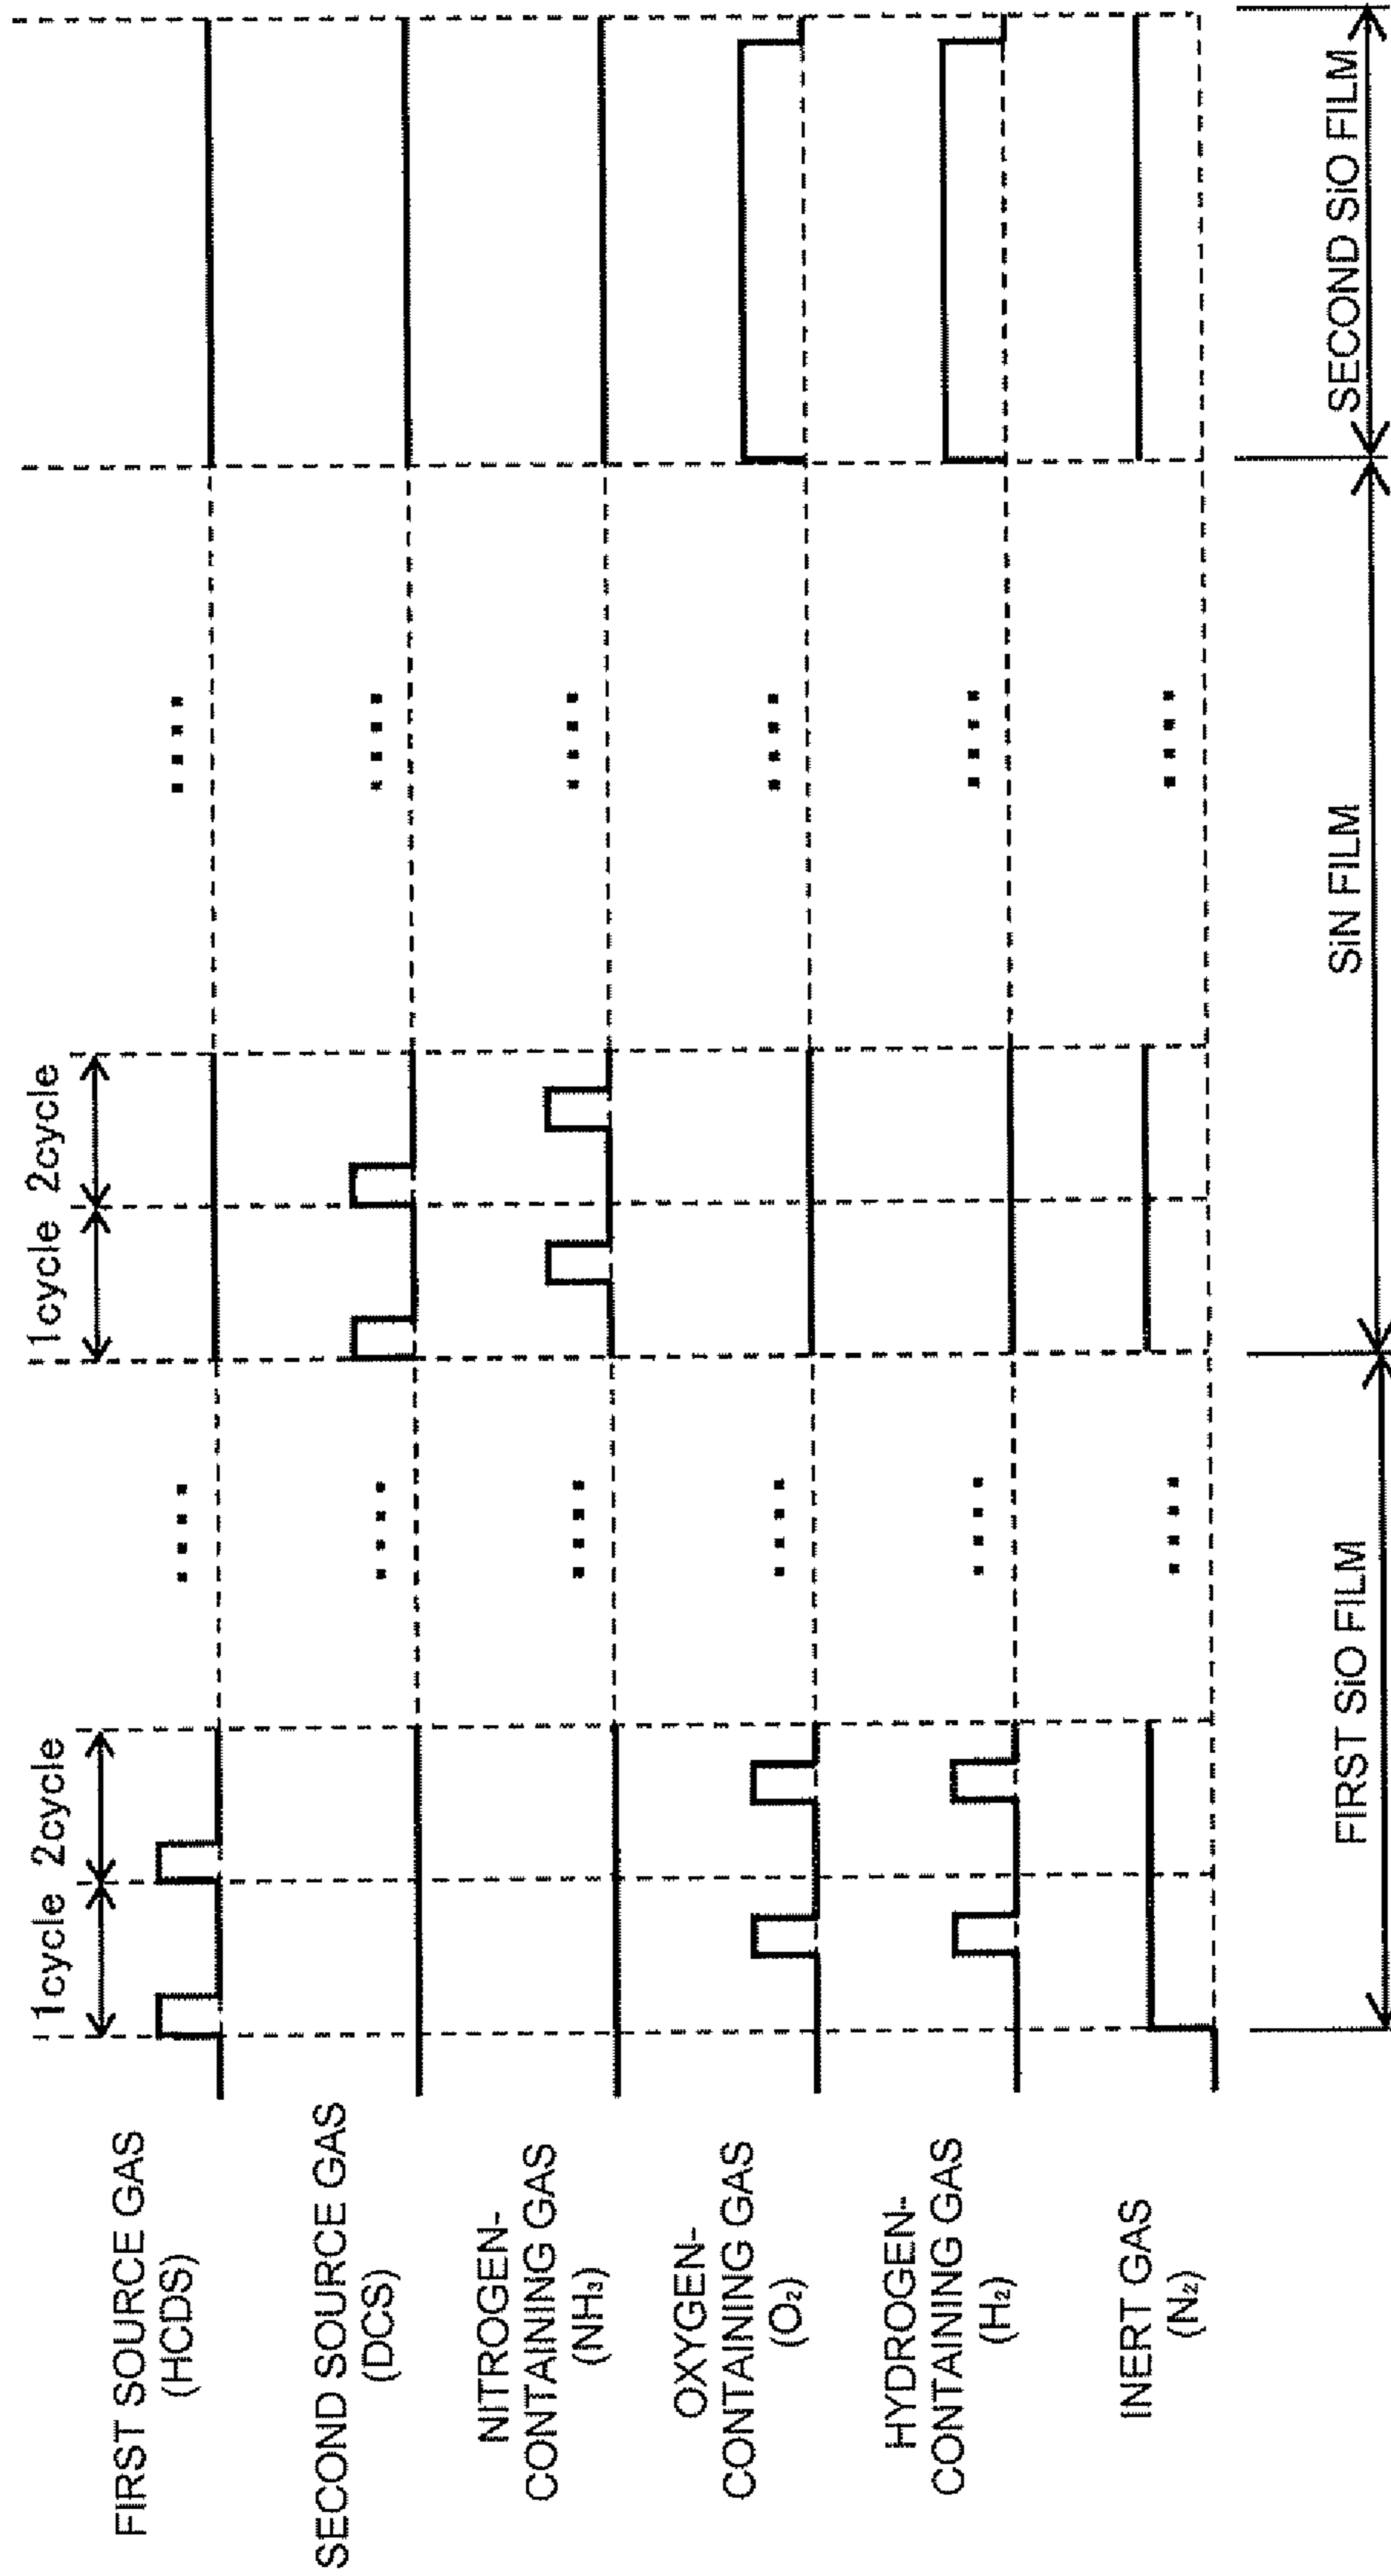 1cycle 2cycle
1cycle 2cycle
FIRST SOURCE GAS
(HCDS)
SECOND SOURCE GAS
(DCS)
NITROGEN-
CONTAINING GAS
(NH₃)
OXYGEN-
CONTAINING GAS
(O₂)
HYDROGEN-
CONTAINING GAS
(H₂)
INERT GAS
(N₂)
FIRST SiO FILM
SiN FILM
SECOND SiO FILM